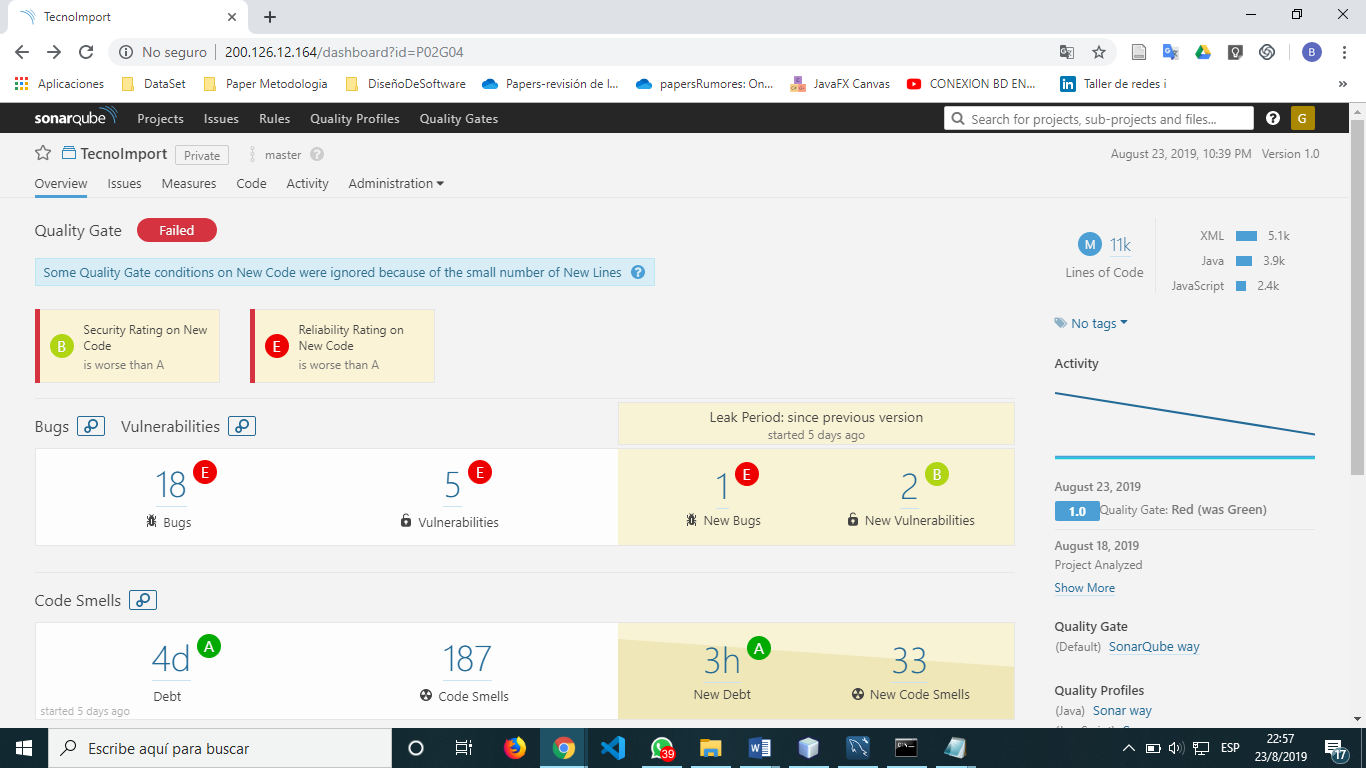 TecnoImport
No seguro | 200.126.12.164/dashboard?id=P02G04
B
Aplicaciones DataSet Paper Metodologia DiseñoDeSoftware Papers-revisión de l... papersRumores: On... JavaFX Canvas CONEXION BD EN... Taller de redes i »
sonarqube Projects Issues Rules Quality Profiles Quality Gates Search for projects, sub-projects and files... ? G
TecnoImport Private master ? August 23, 2019, 10:39 PM Version 1.0
Overview Issues Measures Code Activity Administration
Quality Gate Failed
Some Quality Gate conditions on New Code were ignored because of the small number of New Lines ?
B Security Rating on New Code
is worse than A
E Reliability Rating on New Code
is worse than A
Bugs Vulnerabilities
Leak Period: since previous version
started 5 days ago
18 E 5 E 1 E 2 B
Bugs Vulnerabilities New Bugs New Vulnerabilities
Code Smells
4d A 187 3h A 33
Debt Code Smells New Debt New Code Smells
started 5 days ago
M 11k
Lines of Code
XML 5.1k
Java 3.9k
JavaScript 2.4k
No tags
Activity
August 23, 2019
1.0 Quality Gate: Red (was Green)
August 18, 2019
Project Analyzed
Show More
Quality Gate
(Default) SonarQube way
Quality Profiles
(Java) Sonar way
Escribe aquí para buscar
39
ESP
22:57
23/8/2019
17